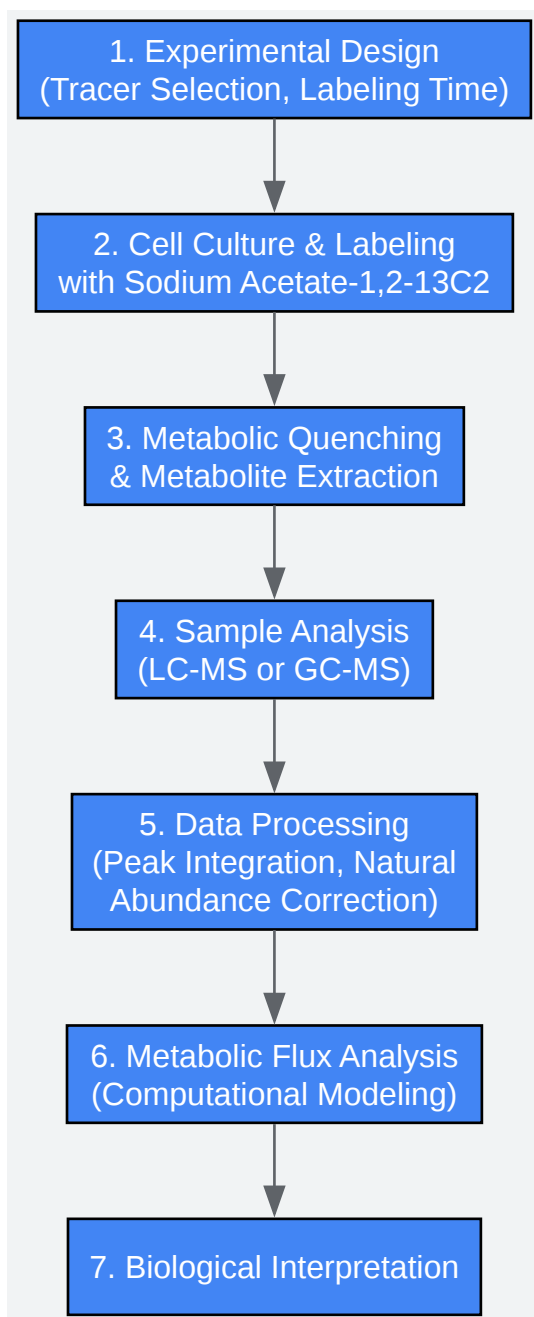 1. Experimental Design
(Tracer Selection, Labeling Time)
2. Cell Culture & Labeling
with Sodium Acetate-1,2-13C2
3. Metabolic Quenching
& Metabolite Extraction
4. Sample Analysis
(LC-MS or GC-MS)
5. Data Processing
(Peak Integration, Natural
Abundance Correction)
6. Metabolic Flux Analysis
(Computational Modeling)
7. Biological Interpretation